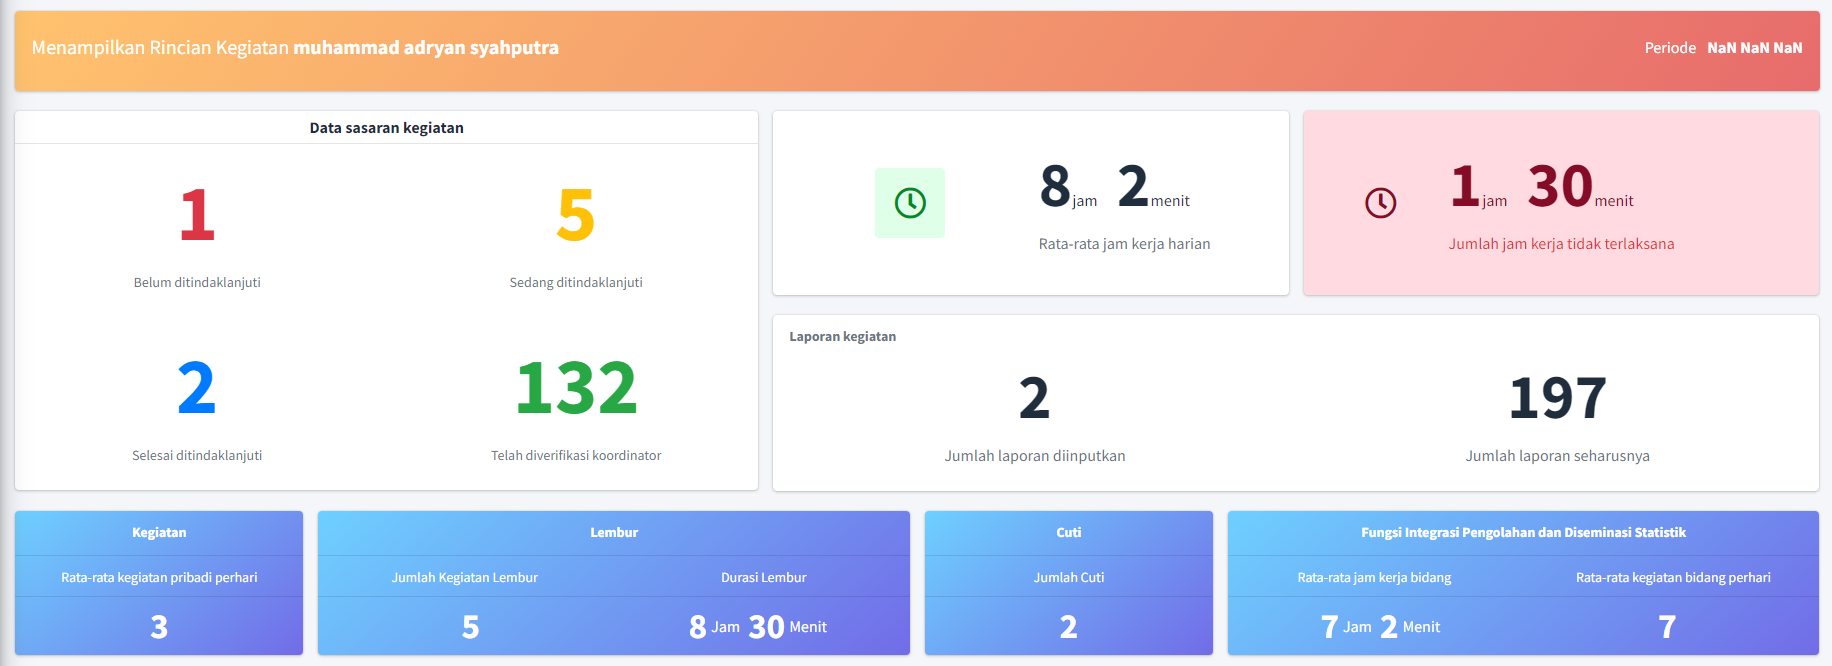 Menampilkan Rincian Kegiatan muhammad adryan syahputra
Periode NaN NaN NaN
Data sasaran kegiatan
1
Belum ditindaklanjuti
5
Sedang ditindaklanjuti
2
Selesai ditindaklanjuti
132
Telah diverifikasi koordinator
8 jam 2 menit
Rata-rata jam kerja harian
1 jam 30 menit
Jumlah jam kerja tidak terlaksana
Laporan kegiatan
2
Jumlah laporan diinputkan
197
Jumlah laporan seharusnya
Kegiatan
Rata-rata kegiatan pribadi perhari
3
Lembur
Jumlah Kegiatan Lembur
5
Durasi Lembur
8 Jam 30 Menit
Cuti
Jumlah Cuti
2
Fungsi Integrasi Pengolahan dan Diseminasi Statistik
Rata-rata jam kerja bidang
7 Jam 2 Menit
Rata-rata kegiatan bidang perhari
7